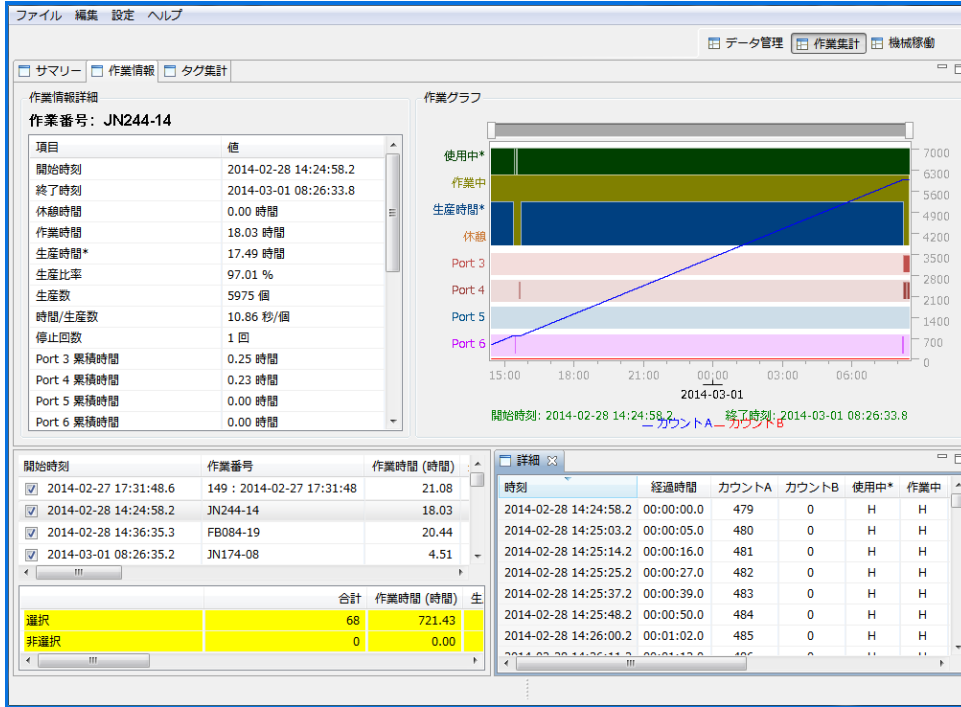 ファイル 編集 設定 ヘルプ
データ管理 作業集計 機械稼働
サマリー 作業情報 タグ集計
作業情報詳細
作業番号: JN244-14
項目 値
開始時刻 2014-02-28 14:24:58.2
終了時刻 2014-03-01 08:26:33.8
休憩時間 0.00 時間
作業時間 18.03 時間
生産時間* 17.49 時間
生産比率 97.01 %
生産数 5975 個
時間/生産数 10.86 秒/個
停止回数 1 回
Port 3 累積時間 0.25 時間
Port 4 累積時間 0.23 時間
Port 5 累積時間 0.00 時間
Port 6 累積時間 0.00 時間
作業グラフ
使用中*
作業中
生産時間*
休憩
Port 3
Port 4
Port 5
Port 6
7000
6300
5600
4900
4200
3500
2800
2100
1400
700
0
15:00 18:00 21:00 00:00 03:00 06:00
2014-03-01
開始時刻: 2014-02-28 14:24:58.2 終了時刻: 2014-03-01 08:26:33.8
カウントA カウントB
開始時刻 作業番号 作業時間 (時間)
2014-02-27 17:31:48.6 149 : 2014-02-27 17:31:48 21.08
2014-02-28 14:24:58.2 JN244-14 18.03
2014-02-28 14:36:35.3 FB084-19 20.44
2014-03-01 08:26:35.2 JN174-08 4.51
合計 作業時間 (時間) 生
選択 68 721.43
非選択 0 0.00
詳細
時刻 経過時間 カウントA カウントB 使用中* 作業中
2014-02-28 14:24:58.2 00:00:00.0 479 0 H H
2014-02-28 14:25:03.2 00:00:05.0 480 0 H H
2014-02-28 14:25:14.2 00:00:16.0 481 0 H H
2014-02-28 14:25:25.2 00:00:27.0 482 0 H H
2014-02-28 14:25:37.2 00:00:39.0 483 0 H H
2014-02-28 14:25:48.2 00:00:50.0 484 0 H H
2014-02-28 14:26:00.2 00:01:02.0 485 0 H H